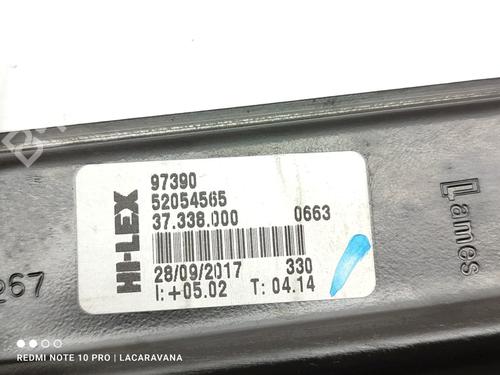 HI-LEX
97390
52054565
37.338.000 0663
28/09/2017 330
I: +05.02 T: 04.14
Lames
267
REDMI NOTE 10 PRO | LACARAVANA